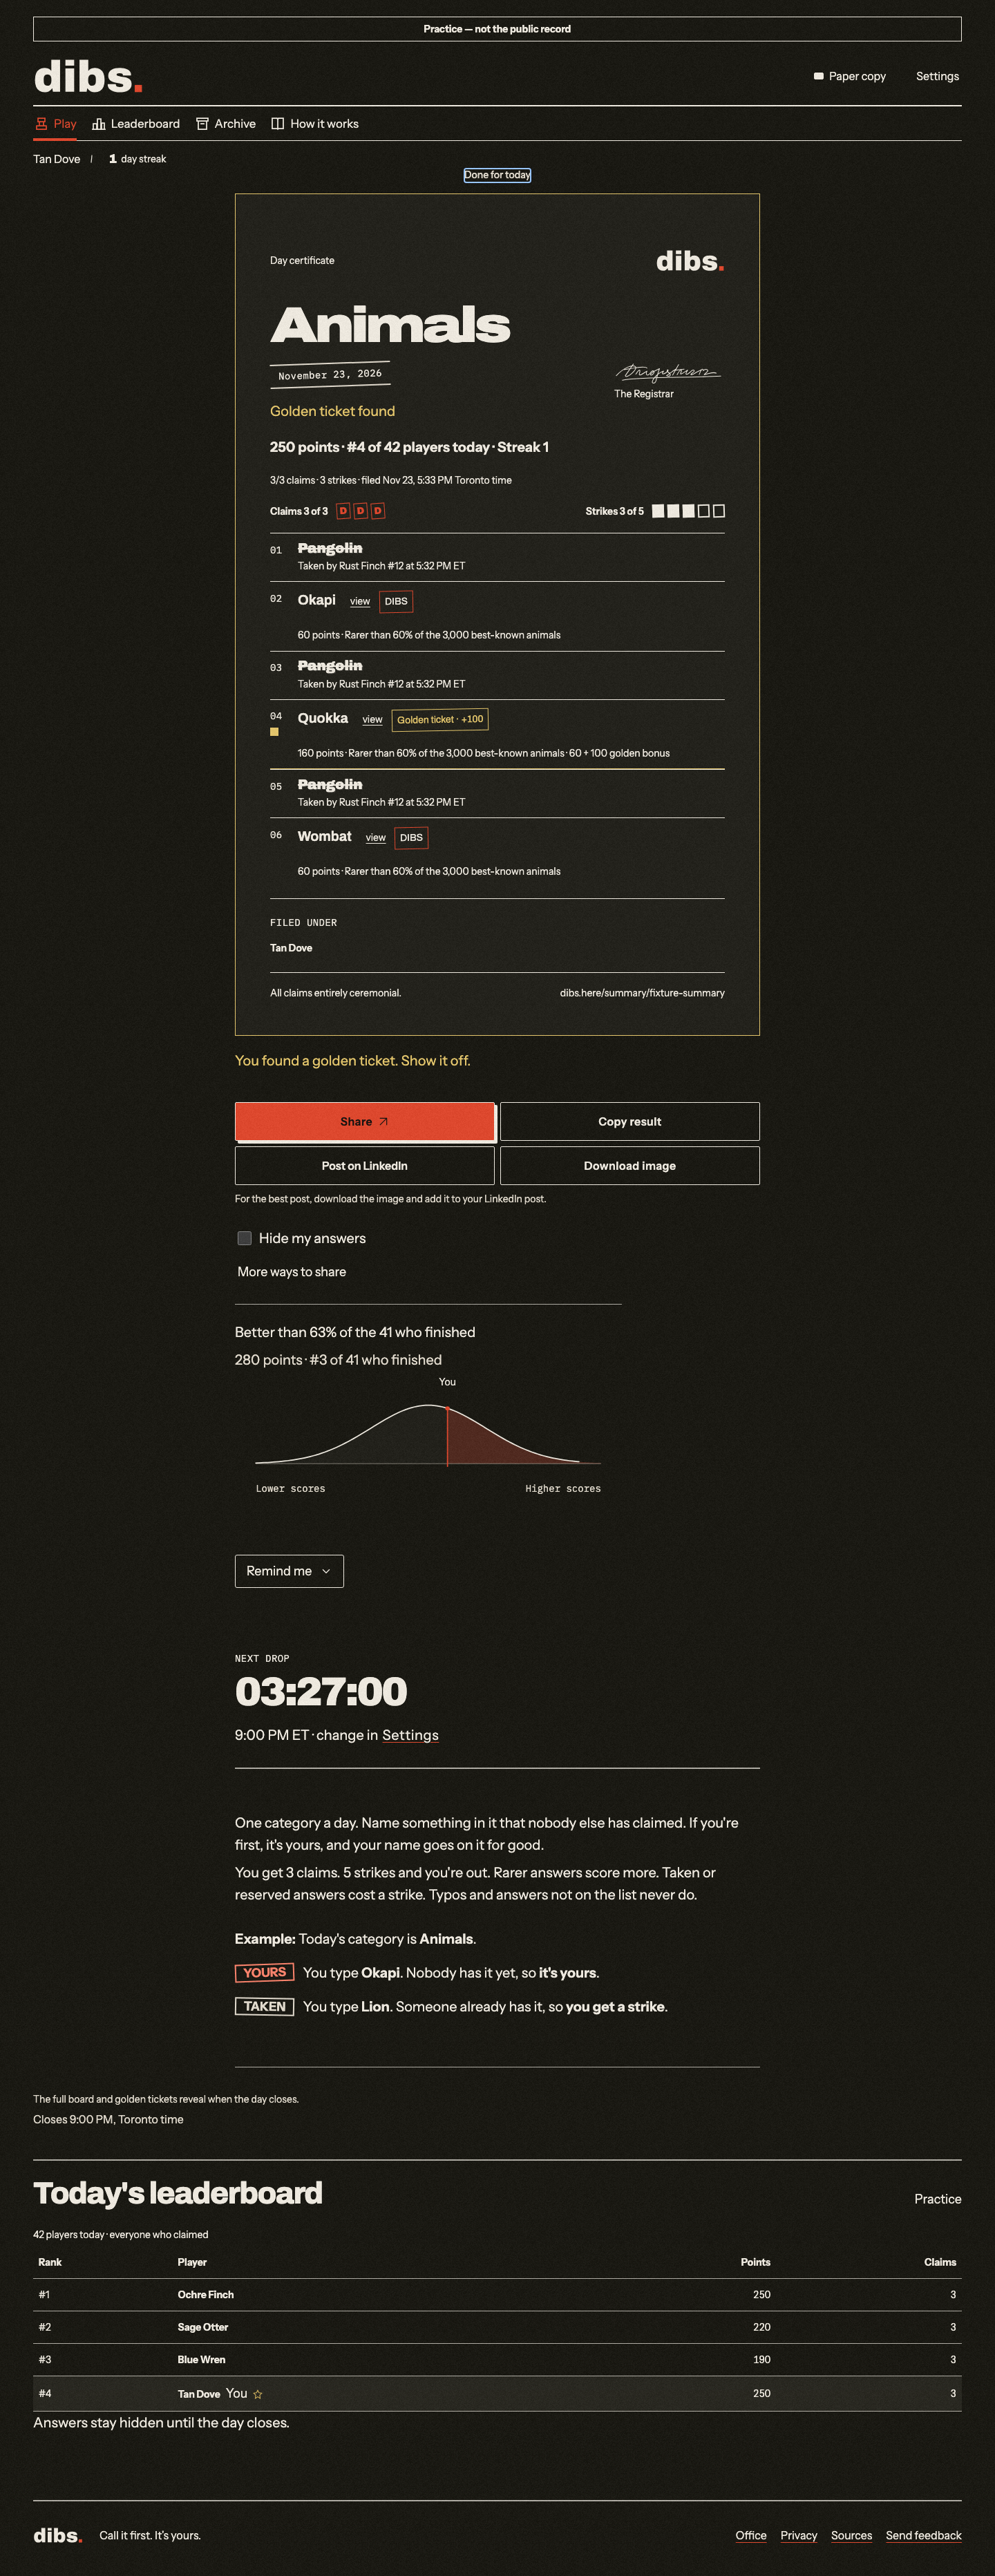 Practice — not the public record
dibs.
Paper copy Settings
Play Leaderboard Archive How it works
Tan Dove / 1 day streak
Done for today
Day certificate dibs.
Animals
November 23, 2026
The Registrar
Golden ticket found
250 points · #4 of 42 players today · Streak 1
3/3 claims · 3 strikes · filed Nov 23, 5:33 PM Toronto time
Claims 3 of 3 D D D Strikes 3 of 5
01 Pangolin
Taken by Rust Finch #12 at 5:32 PM ET
02 Okapi view DIBS
60 points · Rarer than 60% of the 3,000 best-known animals
03 Pangolin
Taken by Rust Finch #12 at 5:32 PM ET
04 Quokka view Golden ticket · +100
160 points · Rarer than 60% of the 3,000 best-known animals · 60 + 100 golden bonus
05 Pangolin
Taken by Rust Finch #12 at 5:32 PM ET
06 Wombat view DIBS
60 points · Rarer than 60% of the 3,000 best-known animals
FILED UNDER
Tan Dove
All claims entirely ceremonial. dibs.here/summary/fixture-summary
You found a golden ticket. Show it off.
Share Copy result
Post on LinkedIn Download image
For the best post, download the image and add it to your LinkedIn post.
Hide my answers
More ways to share
Better than 63% of the 41 who finished
280 points · #3 of 41 who finished
You
Lower scores Higher scores
Remind me
NEXT DROP
03:27:00
9:00 PM ET · change in Settings
One category a day. Name something in it that nobody else has claimed. If you're
first, it's yours, and your name goes on it for good.
You get 3 claims. 5 strikes and you're out. Rarer answers score more. Taken or
reserved answers cost a strike. Typos and answers not on the list never do.
Example: Today's category is Animals.
YOURS You type Okapi. Nobody has it yet, so it's yours.
TAKEN You type Lion. Someone already has it, so you get a strike.
The full board and golden tickets reveal when the day closes.
Closes 9:00 PM, Toronto time
Today's leaderboard Practice
42 players today · everyone who claimed
Rank Player Points Claims
#1 Ochre Finch 250 3
#2 Sage Otter 220 3
#3 Blue Wren 190 3
#4 Tan Dove You 250 3
Answers stay hidden until the day closes.
dibs. Call it first. It's yours. Office Privacy Sources Send feedback